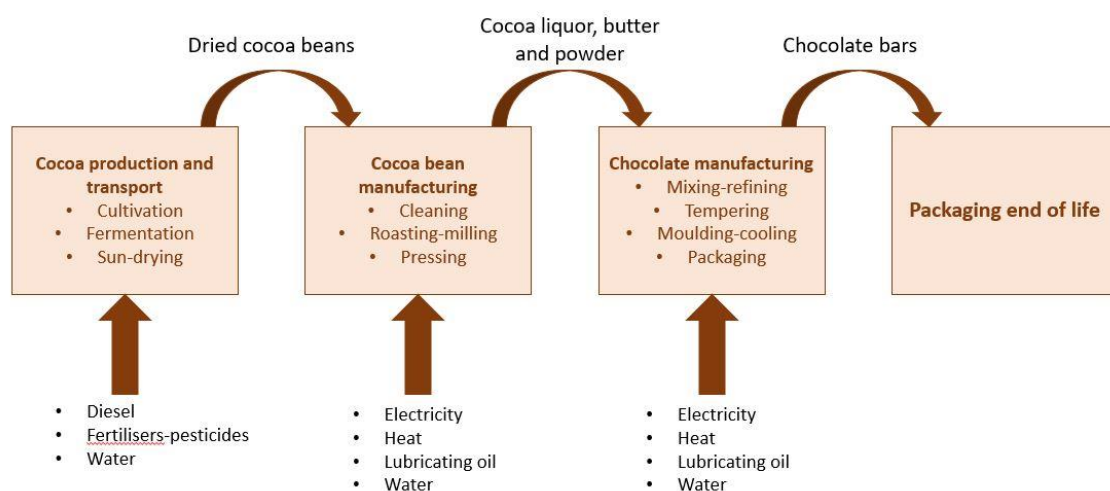 Dried cocoa beans
Cocoa liquor, butter
and powder
Chocolate bars
Cocoa production and
transport
• Cultivation
• Fermentation
• Sun-drying
Cocoa bean
manufacturing
• Cleaning
• Roasting-milling
• Pressing
Chocolate manufacturing
• Mixing-refining
• Tempering
• Moulding-cooling
• Packaging
Packaging end of life
• Diesel
• Fertilisers-pesticides
• Water
• Electricity
• Heat
• Lubricating oil
• Water
• Electricity
• Heat
• Lubricating oil
• Water